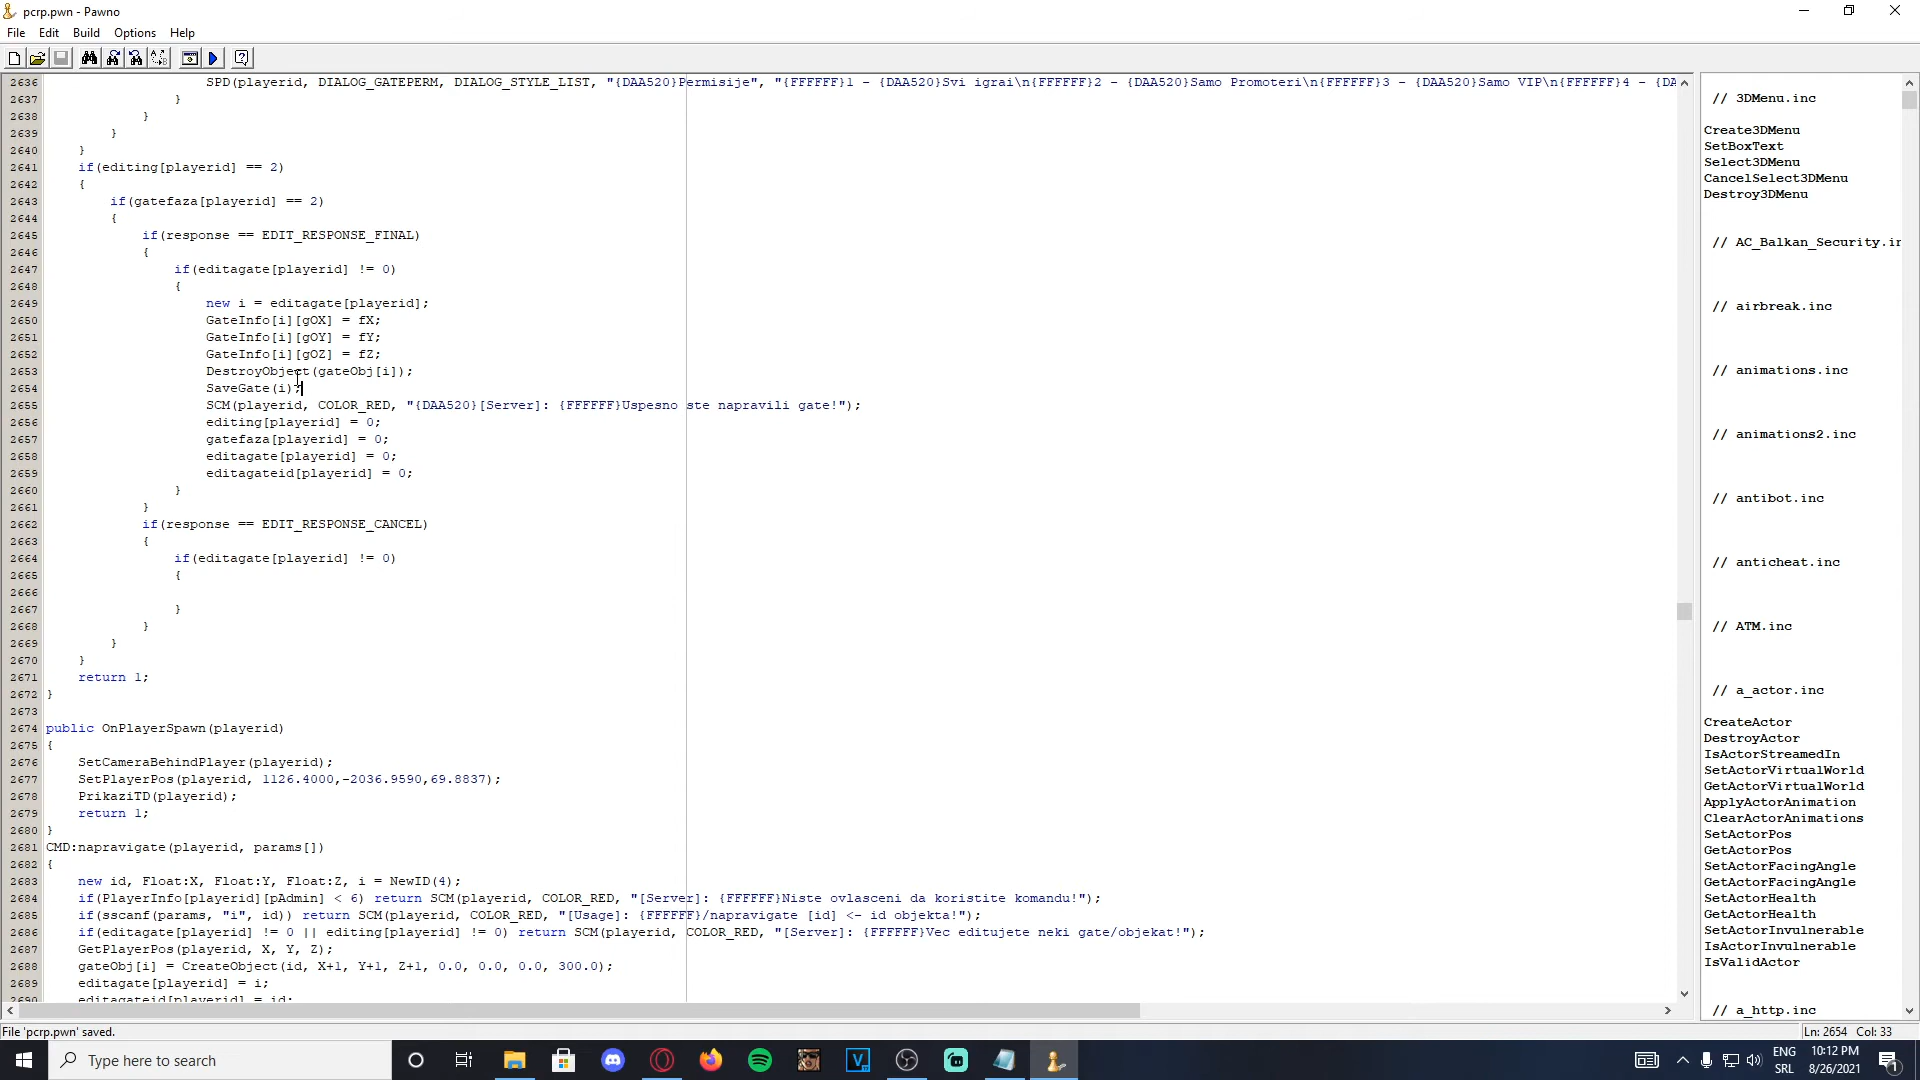 pcrp.pwn - Pawno
File Edit Build Options Help
2636 SPD(playerid, DIALOG_GATEPERM, DIALOG_STYLE_LIST, "{DAA520}Permisije", "{FFFFFF}1 - {DAA520}Svi igrai\n{FFFFFF}2 - {DAA520}Samo Promoteri\n{FFFFFF}3 - {DAA520}Samo VIP\n{FFFFFF}4 - {DA
2637 }
2638 }
2639 }
2640 }
2641 if(editing[playerid] == 2)
2642 {
2643 if(gatefaza[playerid] == 2)
2644 {
2645 if(response == EDIT_RESPONSE_FINAL)
2646 {
2647 if(editagate[playerid] != 0)
2648 {
2649 new i = editagate[playerid];
2650 GateInfo[i][gOX] = fX;
2651 GateInfo[i][gOY] = fY;
2652 GateInfo[i][gOZ] = fZ;
2653 DestroyObject(gateObj[i]);
2654 SaveGate(i);
2655 SCM(playerid, COLOR_RED, "{DAA520}[Server]: {FFFFFF}Uspesno ste napravili gate!");
2656 editing[playerid] = 0;
2657 gatefaza[playerid] = 0;
2658 editagate[playerid] = 0;
2659 editagateid[playerid] = 0;
2660 }
2661 }
2662 if(response == EDIT_RESPONSE_CANCEL)
2663 {
2664 if(editagate[playerid] != 0)
2665 {
2666
2667 }
2668 }
2669 }
2670 }
2671 return 1;
2672 }
2673
2674 public OnPlayerSpawn(playerid)
2675 {
2676 SetCameraBehindPlayer(playerid);
2677 SetPlayerPos(playerid, 1126.4000,-2036.9590,69.8837);
2678 PrikaziTD(playerid);
2679 return 1;
2680 }
2681 CMD:napravigate(playerid, params[])
2682 {
2683 new id, Float:X, Float:Y, Float:Z, i = NewID(4);
2684 if(PlayerInfo[playerid][pAdmin] < 6) return SCM(playerid, COLOR_RED, "[Server]: {FFFFFF}Niste ovlasceni da koristite komandu!");
2685 if(sscanf(params, "i", id)) return SCM(playerid, COLOR_RED, "[Usage]: {FFFFFF}/napravigate [id] <- id objekta!");
2686 if(editagate[playerid] != 0 || editing[playerid] != 0) return SCM(playerid, COLOR_RED, "[Server]: {FFFFFF}Vec editujete neki gate/objekat!");
2687 GetPlayerPos(playerid, X, Y, Z);
2688 gateObj[i] = CreateObject(id, X+1, Y+1, Z+1, 0.0, 0.0, 0.0, 300.0);
2689 editagate[playerid] = i;
2690 editagateid[playerid] = id;
// 3DMenu.inc
Create3DMenu
SetBoxText
Select3DMenu
CancelSelect3DMenu
Destroy3DMenu
// AC_Balkan_Security.in
// airbreak.inc
// animations.inc
// animations2.inc
// antibot.inc
// anticheat.inc
// ATM.inc
// a_actor.inc
CreateActor
DestroyActor
IsActorStreamedIn
SetActorVirtualWorld
GetActorVirtualWorld
ApplyActorAnimation
ClearActorAnimations
SetActorPos
GetActorPos
SetActorFacingAngle
GetActorFacingAngle
SetActorHealth
GetActorHealth
SetActorInvulnerable
IsActorInvulnerable
IsValidActor
// a_http.inc
File 'pcrp.pwn' saved.
Ln: 2654 Col: 33
Type here to search
ENG
SRL
10:12 PM
8/26/2021
1